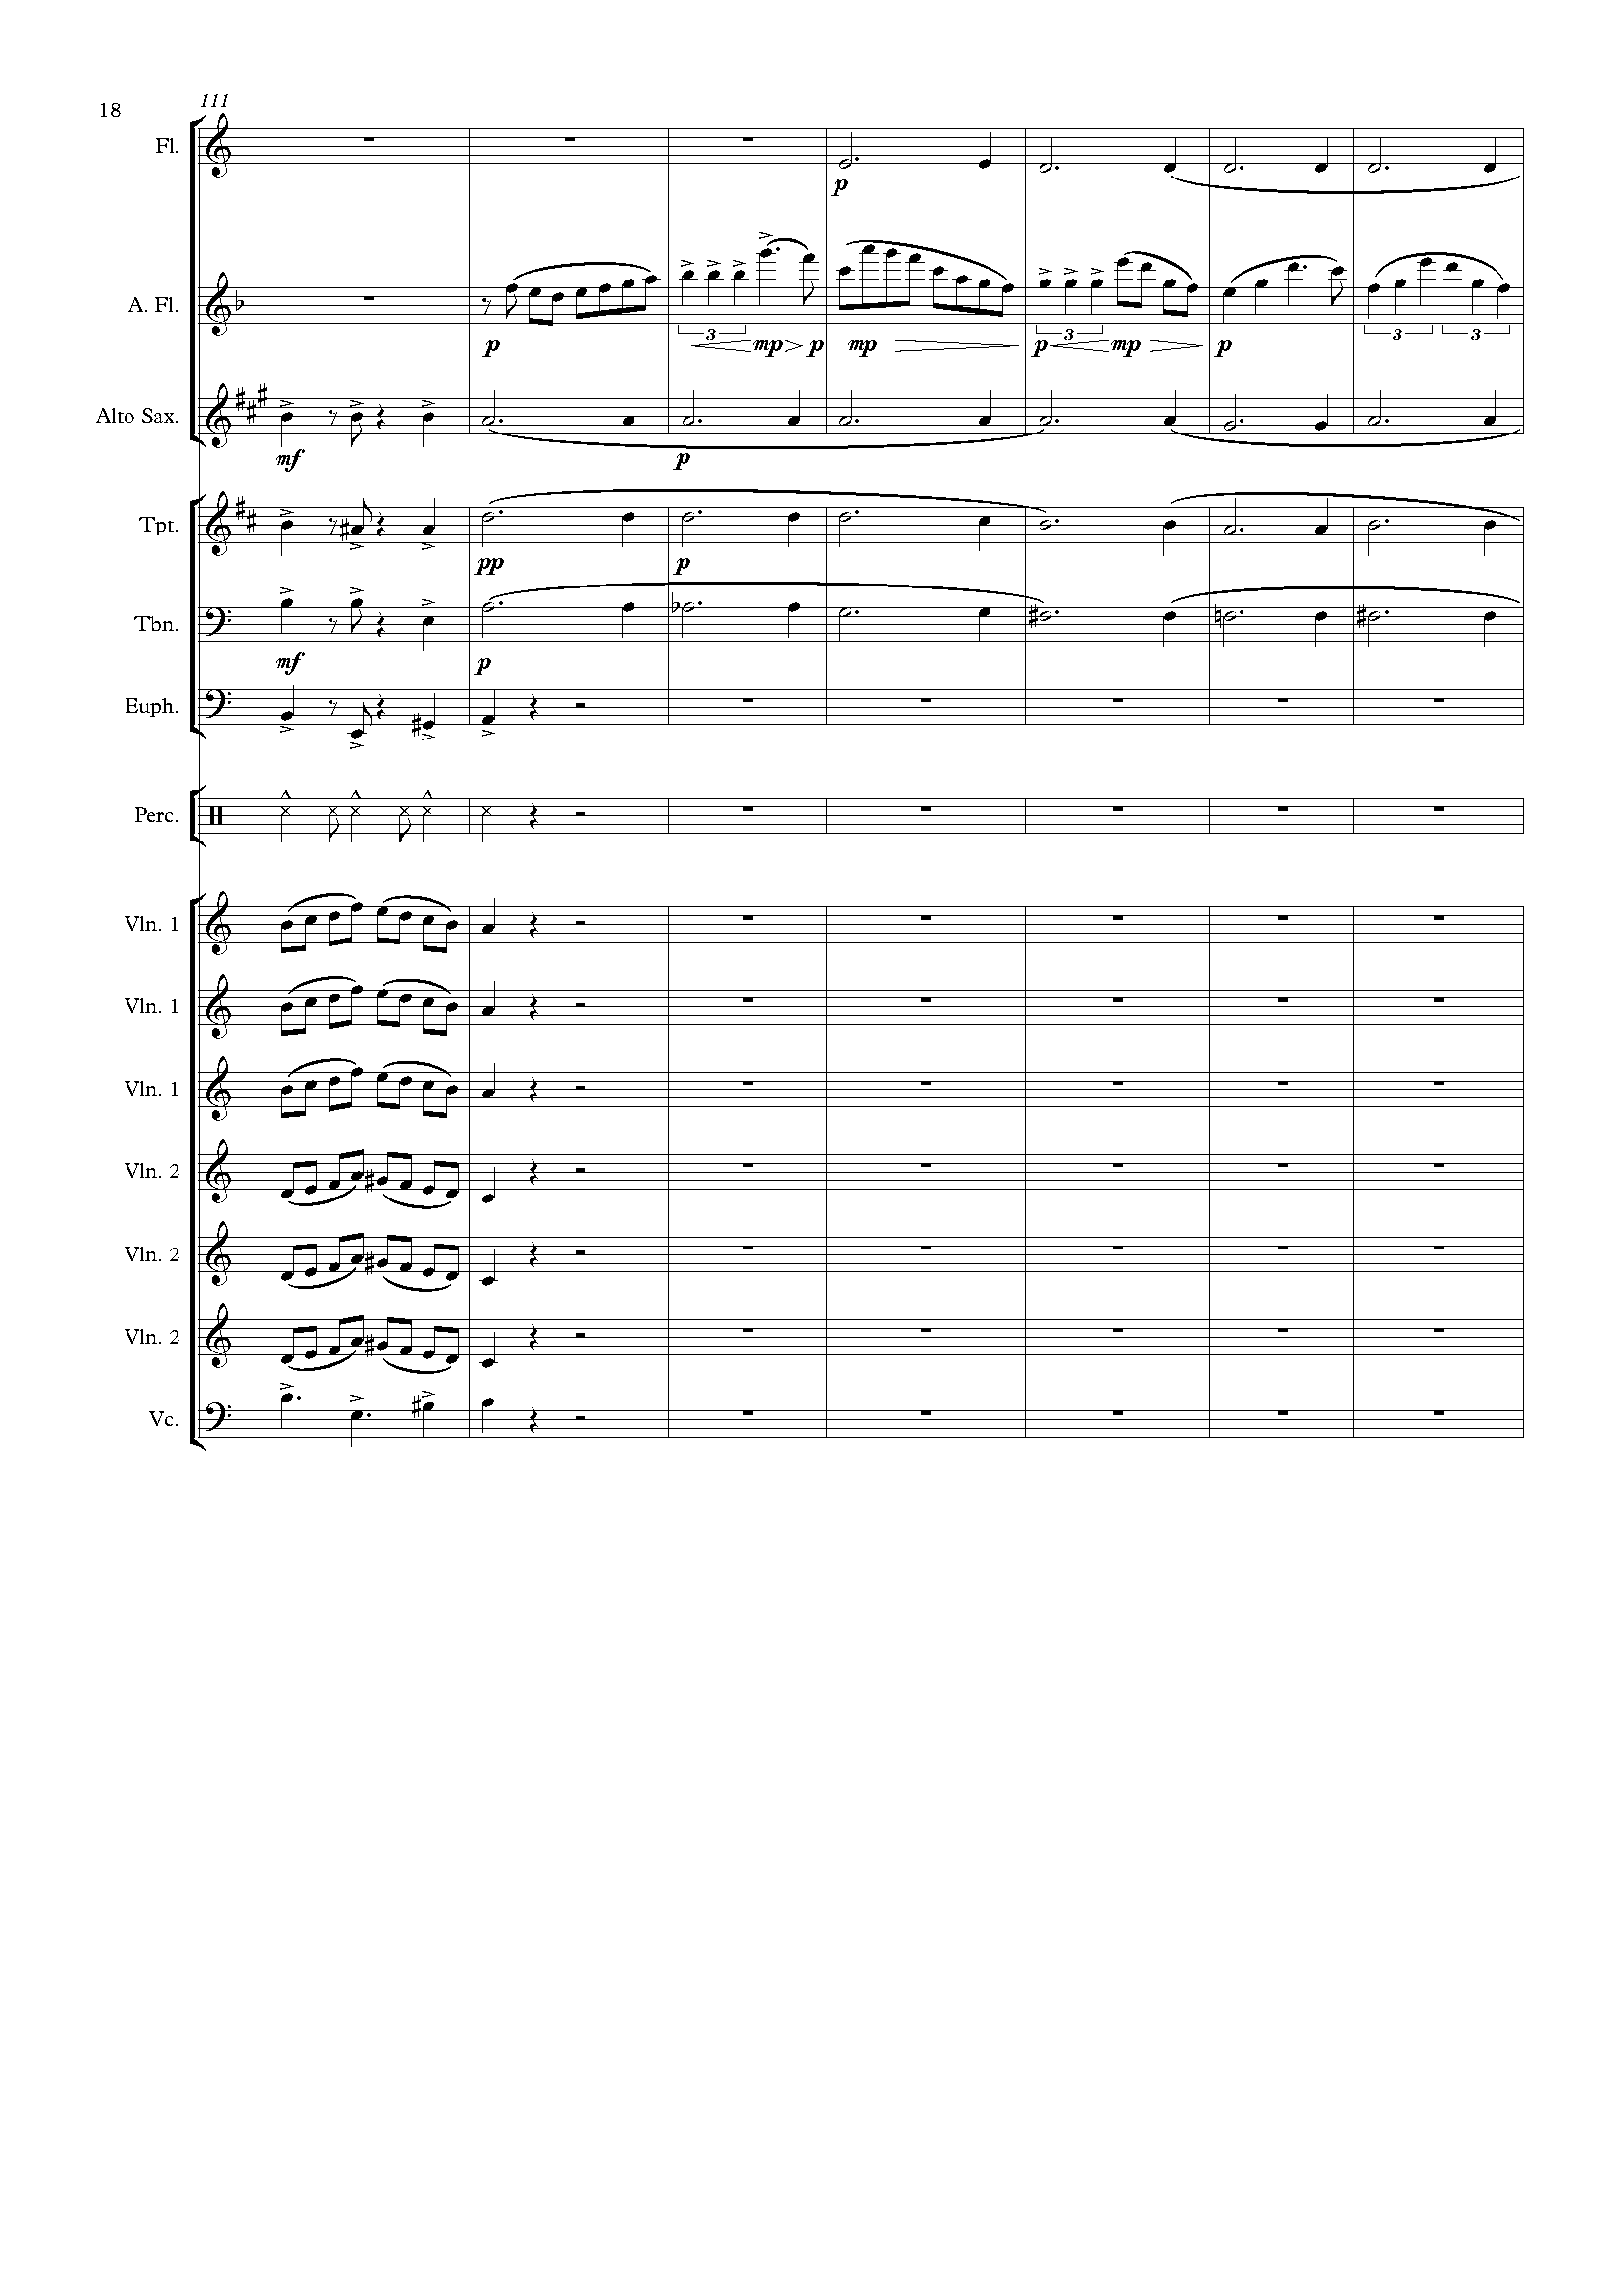 111
18
Fl.
p
A. Fl.
3 3 3 3
p mp p mp p mp p
Alto Sax.
mf p
Tpt.
pp p
Tbn.
mf p
Euph.
Perc.
Vln. 1
Vln. 1
Vln. 1
Vln. 2
Vln. 2
Vln. 2
Vc.